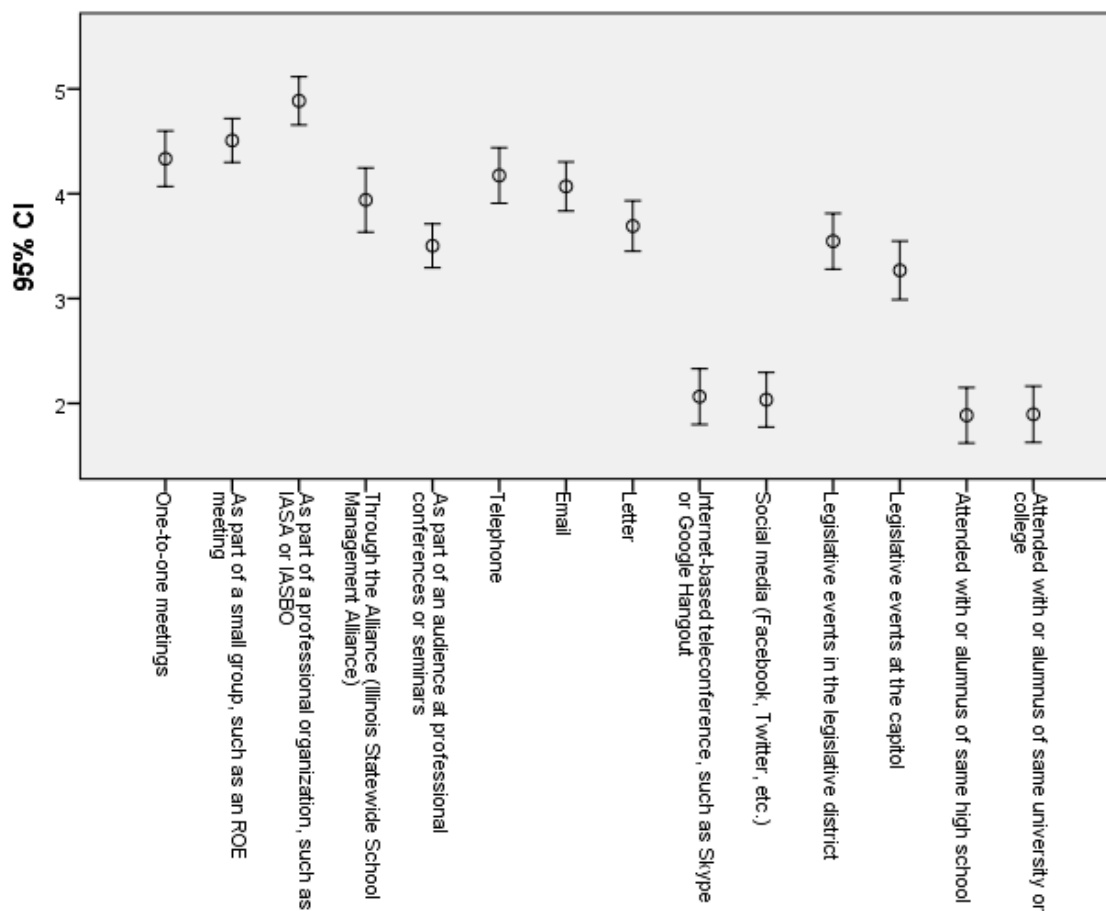 95% CI
5
4
3
2
One-to-one meetings
As part of a small group, such as an ROE
meeting
As part of a professional organization, such as
IASA or IASBO
Through the Alliance (Illinois Statewide School
Management Alliance)
As part of an audience at professional
conferences or seminars
Telephone
Email
Letter
Internet-based teleconference, such as Skype
or Google Hangout
Social media (Facebook, Twitter, etc.)
Legislative events in the legislative district
Legislative events at the capitol
Attended with or alumnus of same high school
Attended with or alumnus of same university or
college